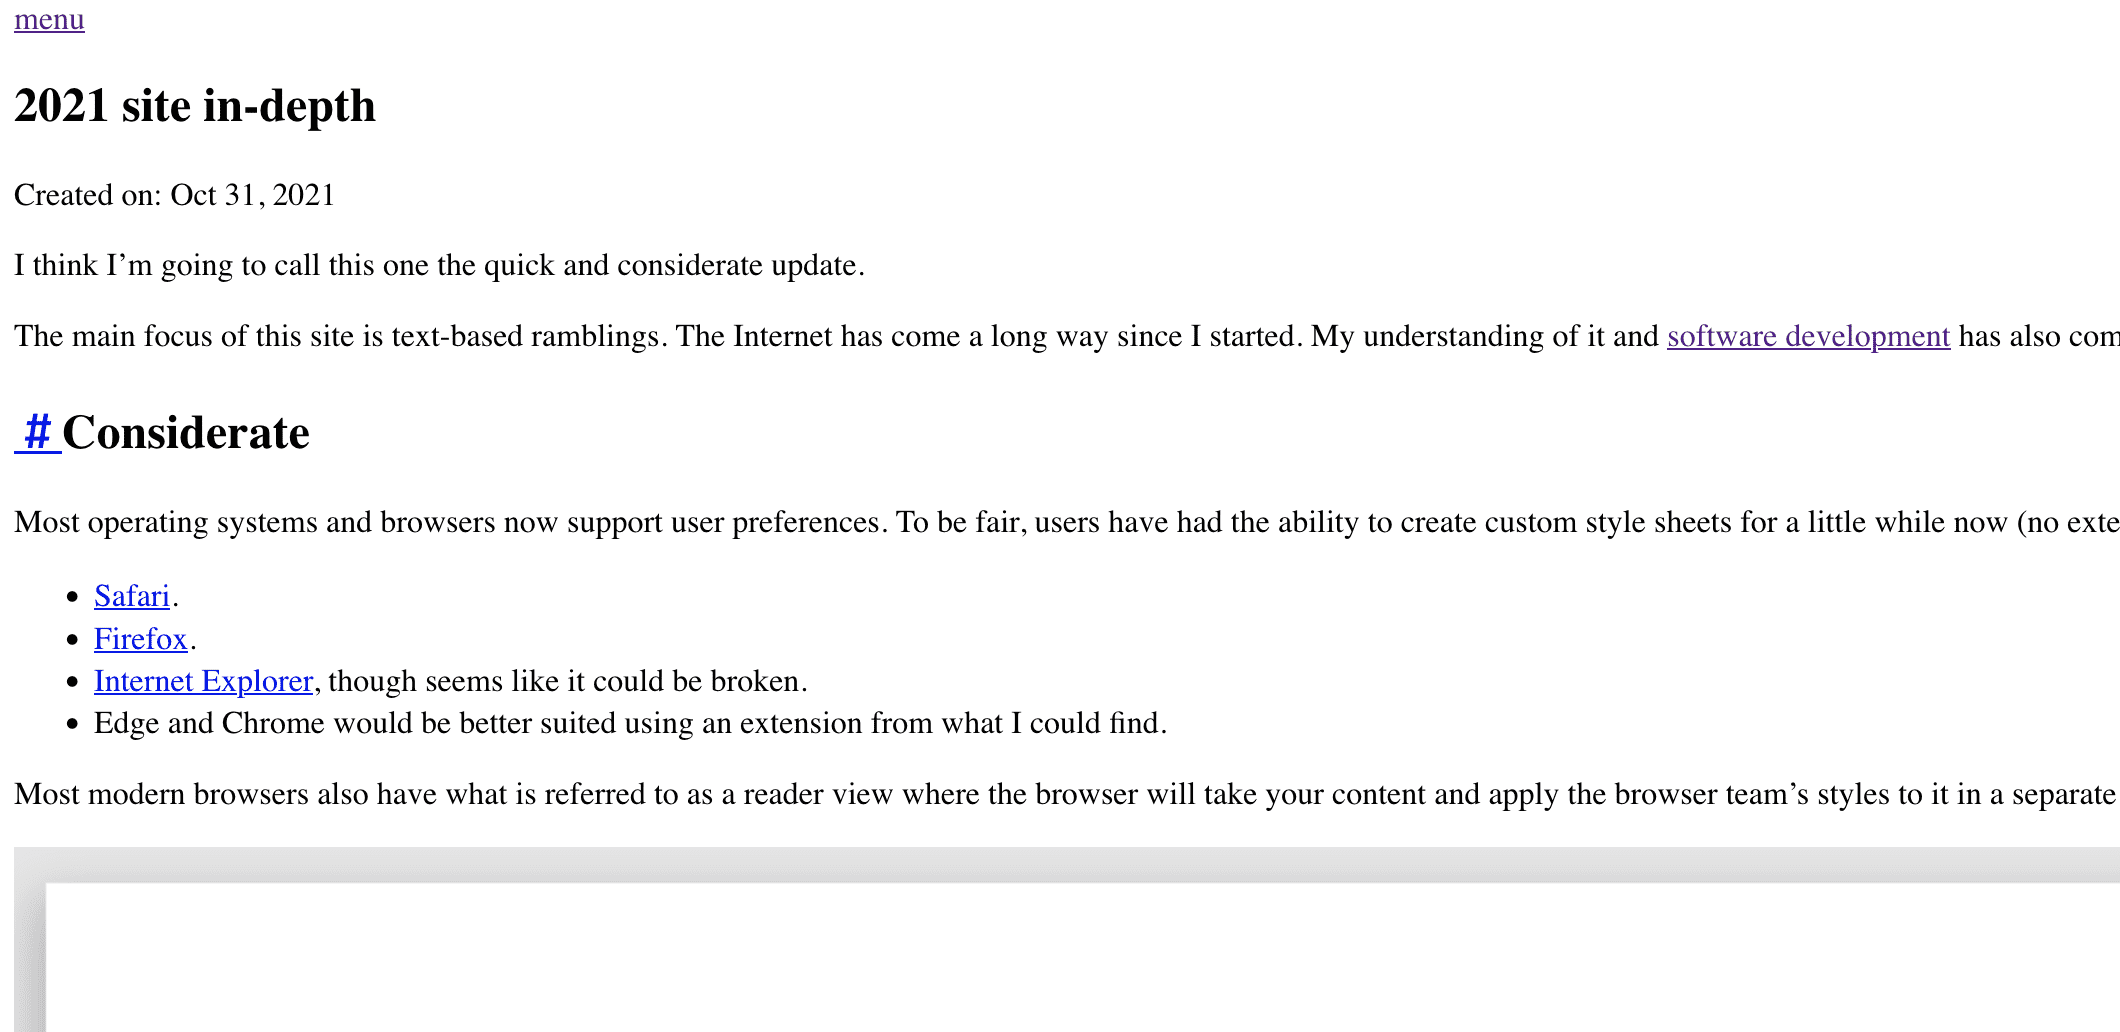 menu
2021 site in-depth
Created on: Oct 31, 2021
I think I’m going to call this one the quick and considerate update.
The main focus of this site is text-based ramblings. The Internet has come a long way since I started. My understanding of it and software development has also com
# Considerate
Most operating systems and browsers now support user preferences. To be fair, users have had the ability to create custom style sheets for a little while now (no exte
• Safari.
• Firefox.
• Internet Explorer, though seems like it could be broken.
• Edge and Chrome would be better suited using an extension from what I could find.
Most modern browsers also have what is referred to as a reader view where the browser will take your content and apply the browser team’s styles to it in a separate